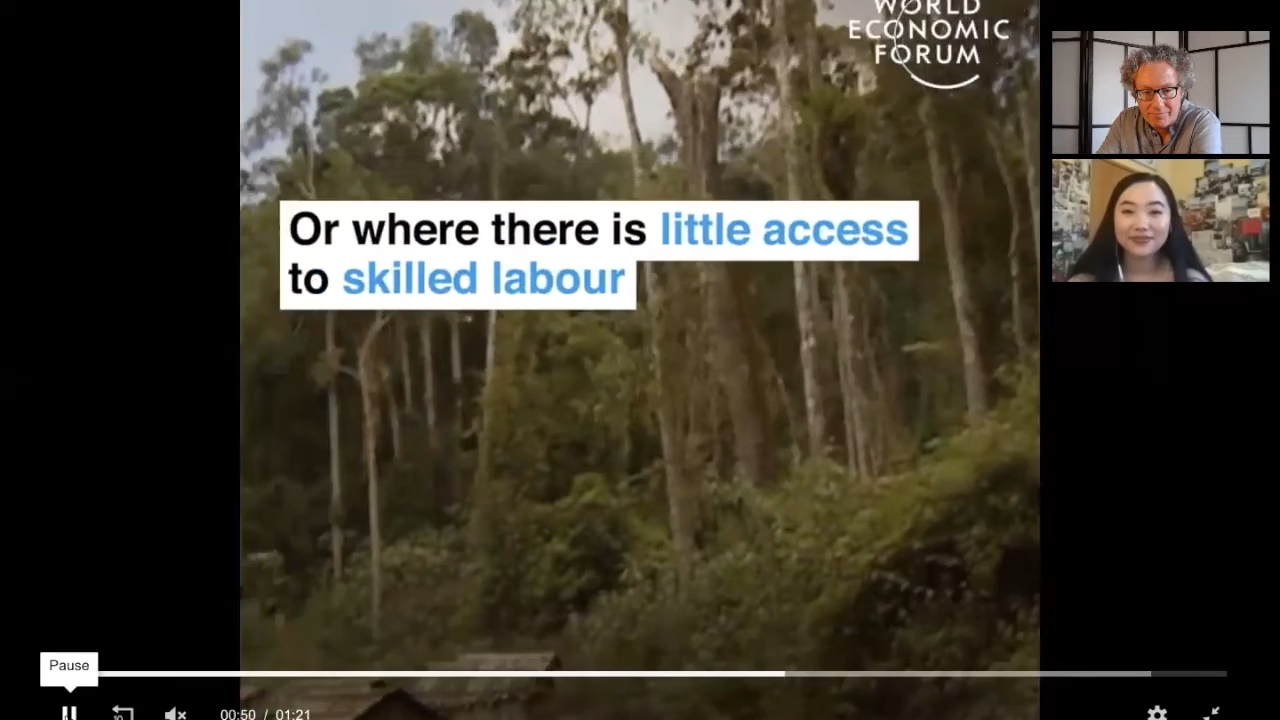 WORLD
ECONOMIC
FORUM
Or where there is little access
to skilled labour
Pause
00:50 / 01:21